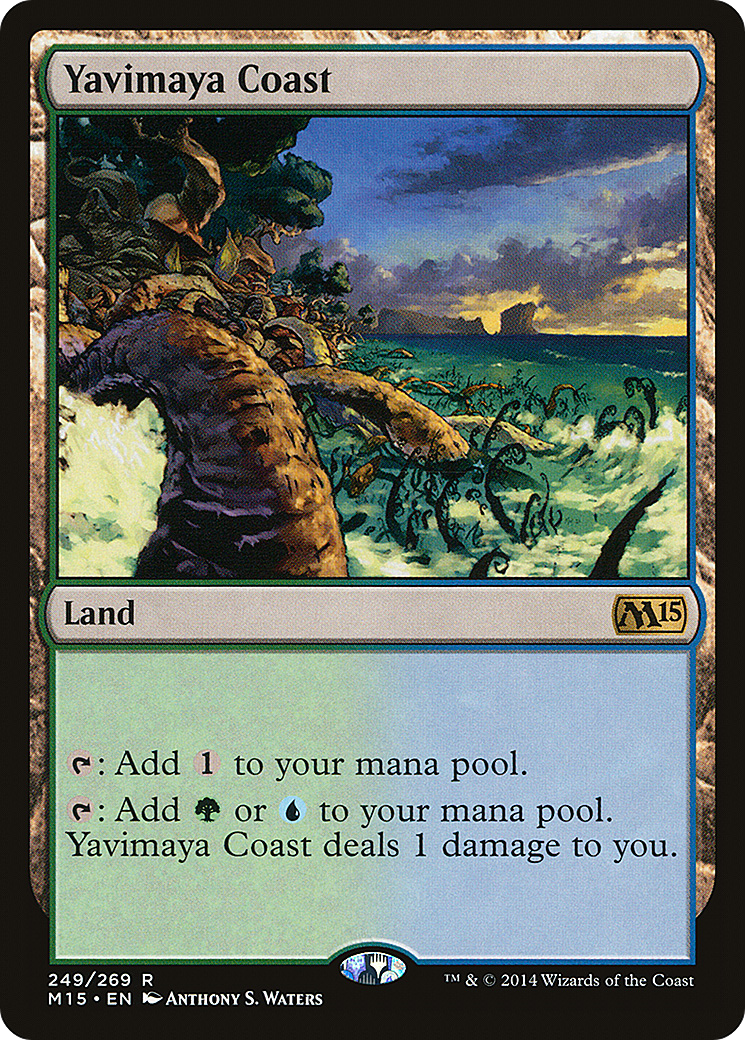 Yavimaya Coast
Land
M15
: Add 1 to your mana pool.
: Add or to your mana pool.
Yavimaya Coast deals 1 damage to you.
249/269 R
™ & © 2014 Wizards of the Coast
M15 • EN Anthony S. Waters